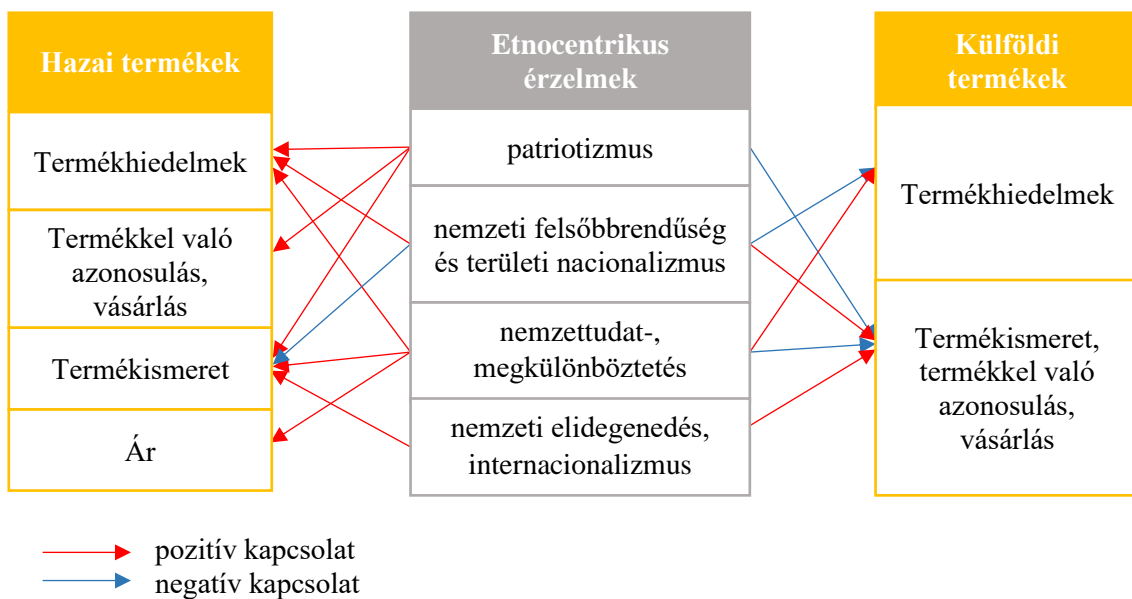 Hazai termékek
Termékhiedelmek
Termékkel való
azonosulás,
vásárlás
Termékismeret
Ár
Etnocentrikus
érzelmek
patriotizmus
nemzeti felsőbbrendűség
és területi nacionalizmus
nemzettudat-,
megkülönböztetés
nemzeti elidegenedés,
internacionalizmus
Külföldi
termékek
Termékhiedelmek
Termékismeret,
termékkel való
azonosulás,
vásárlás
pozitív kapcsolat
negatív kapcsolat